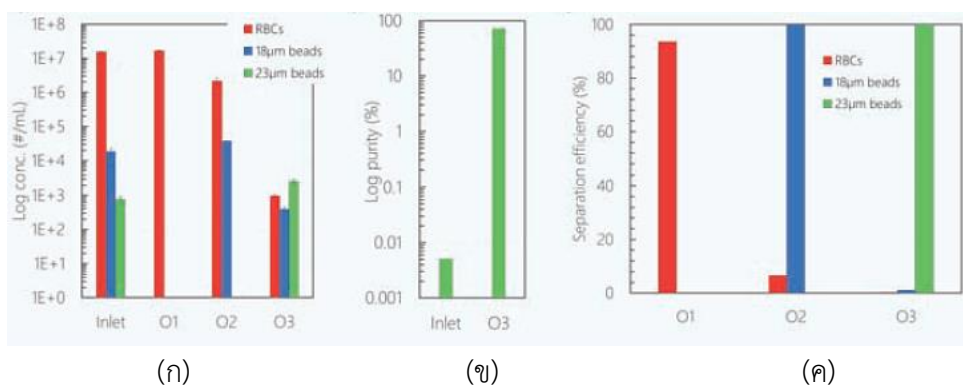 Log conc. (#/mL)
1E+8
1E+7
1E+6
1E+5
1E+4
1E+3
1E+2
1E+1
1E+0
RBCs
18μm beads
23μm beads
Inlet O1 O2 O3
(ก)
Log purity (%)
100
10
1
0.1
0.01
0.001
Inlet O3
(ข)
Separation efficiency (%)
100
80
60
40
20
0
RBCs
18μm beads
23μm beads
O1 O2 O3
(ค)